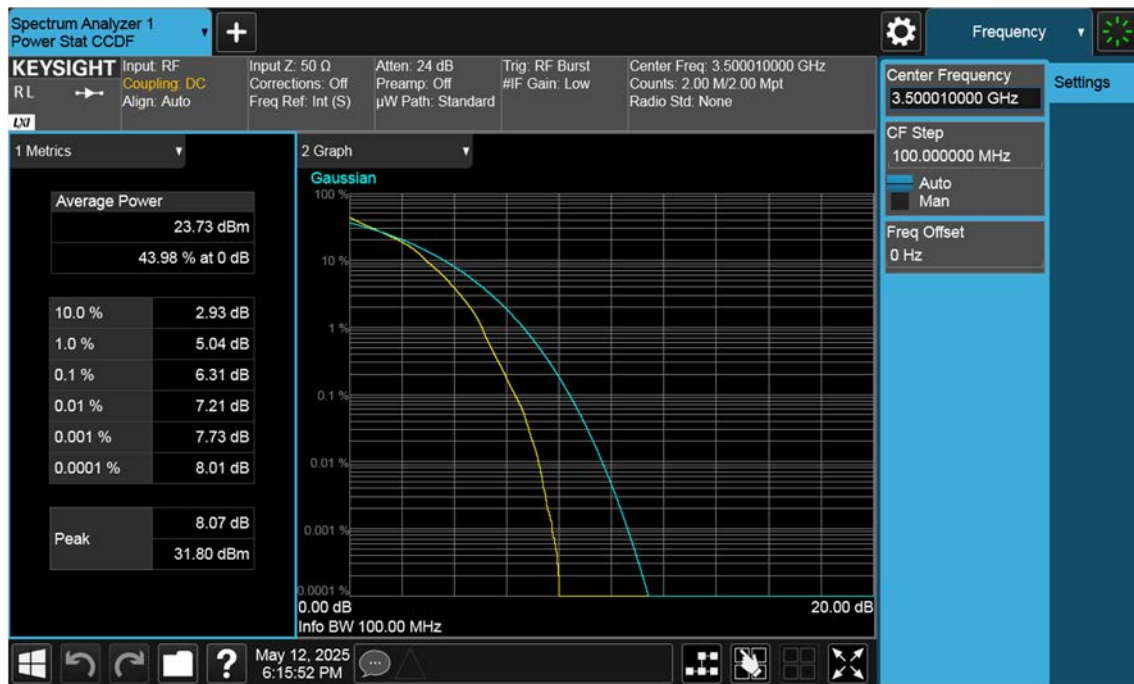 Spectrum Analyzer 1
Power Stat CCDF
Frequency
KEYSIGHT
RL
LXI
Input: RF
Coupling: DC
Align: Auto
Input Z: 50 Ω
Corrections: Off
Freq Ref: Int (S)
Atten: 24 dB
Preamp: Off
µW Path: Standard
Trig: RF Burst
#IF Gain: Low
Center Freq: 3.500010000 GHz
Counts: 2.00 M/2.00 Mpt
Radio Std: None
Center Frequency
3.500010000 GHz
Settings
CF Step
100.000000 MHz
Auto
Man
Freq Offset
0 Hz
1 Metrics
Average Power
23.73 dBm
43.98 % at 0 dB
10.0 % 2.93 dB
1.0 % 5.04 dB
0.1 % 6.31 dB
0.01 % 7.21 dB
0.001 % 7.73 dB
0.0001 % 8.01 dB
Peak
8.07 dB
31.80 dBm
2 Graph
Gaussian
100 %
10 %
1 %
0.1 %
0.01 %
0.001 %
0.0001 %
0.00 dB 20.00 dB
Info BW 100.00 MHz
?
May 12, 2025
6:15:52 PM